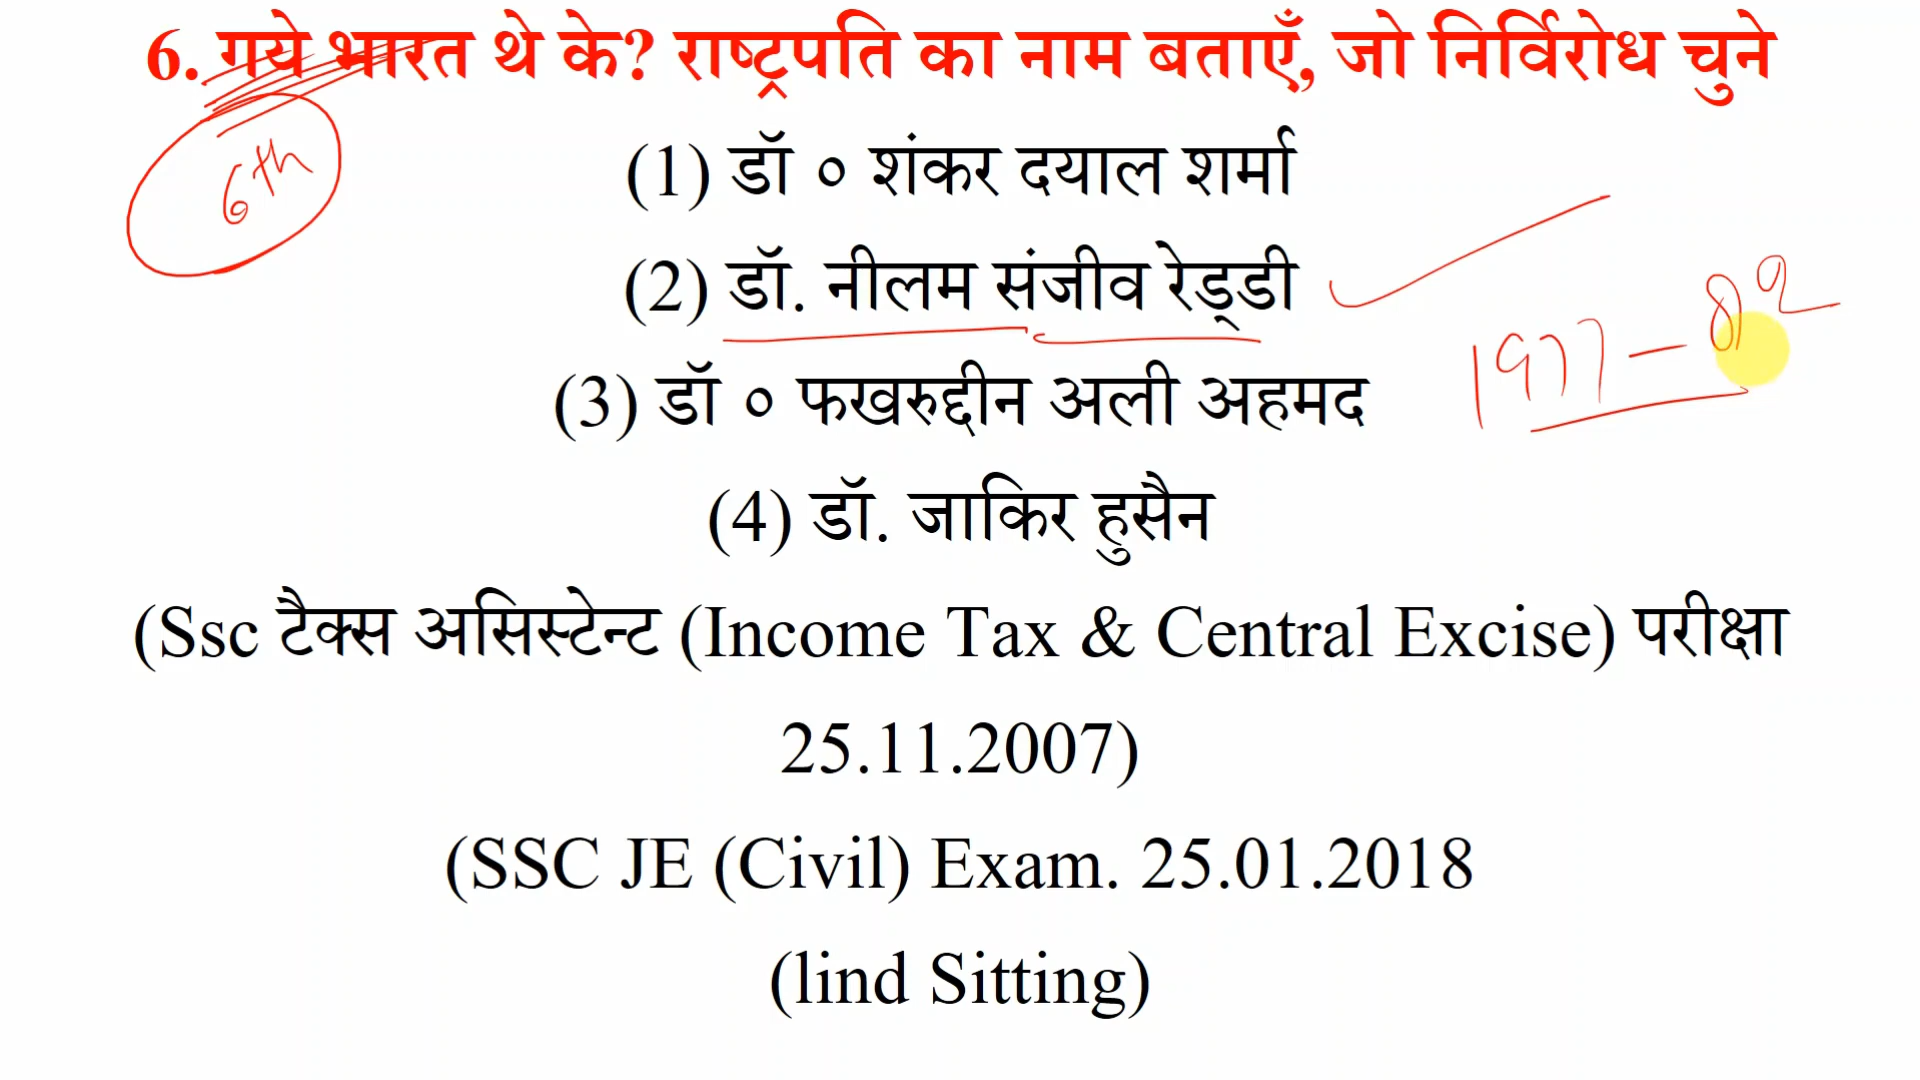 6. गये भारत थे के? राष्ट्रपति का नाम बताएँ, जो निर्विरोध चुने
6th
(1) डॉ ० शंकर दयाल शर्मा
(2) डॉ. नीलम संजीव रेड्डी
1977-82
(3) डॉ ० फखरुद्दीन अली अहमद
(4) डॉ. जाकिर हुसैन
(Ssc टैक्स असिस्टेन्ट (Income Tax & Central Excise) परीक्षा
25.11.2007)
(SSC JE (Civil) Exam. 25.01.2018
(lind Sitting)